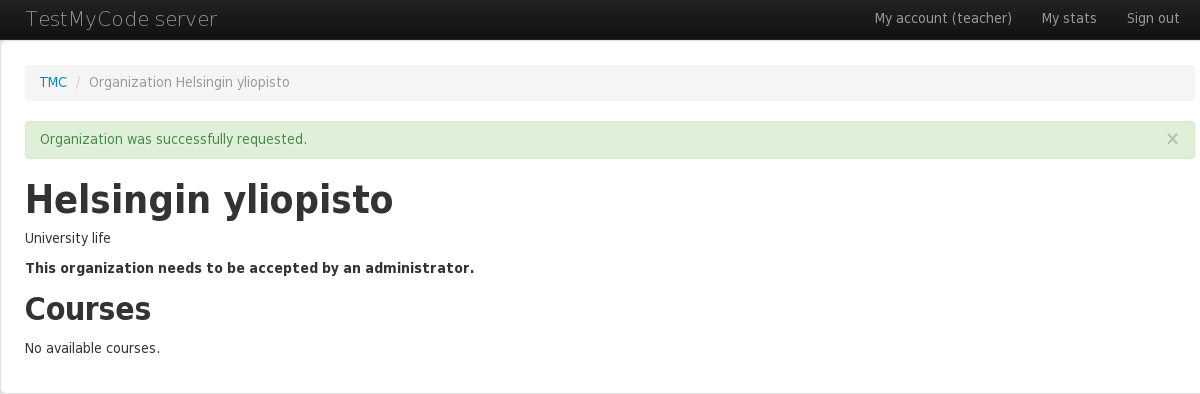 TestMyCode server
My account (teacher) My stats Sign out
TMC / Organization Helsingin yliopisto
Organization was successfully requested. ×
Helsingin yliopisto
University life
This organization needs to be accepted by an administrator.
Courses
No available courses.